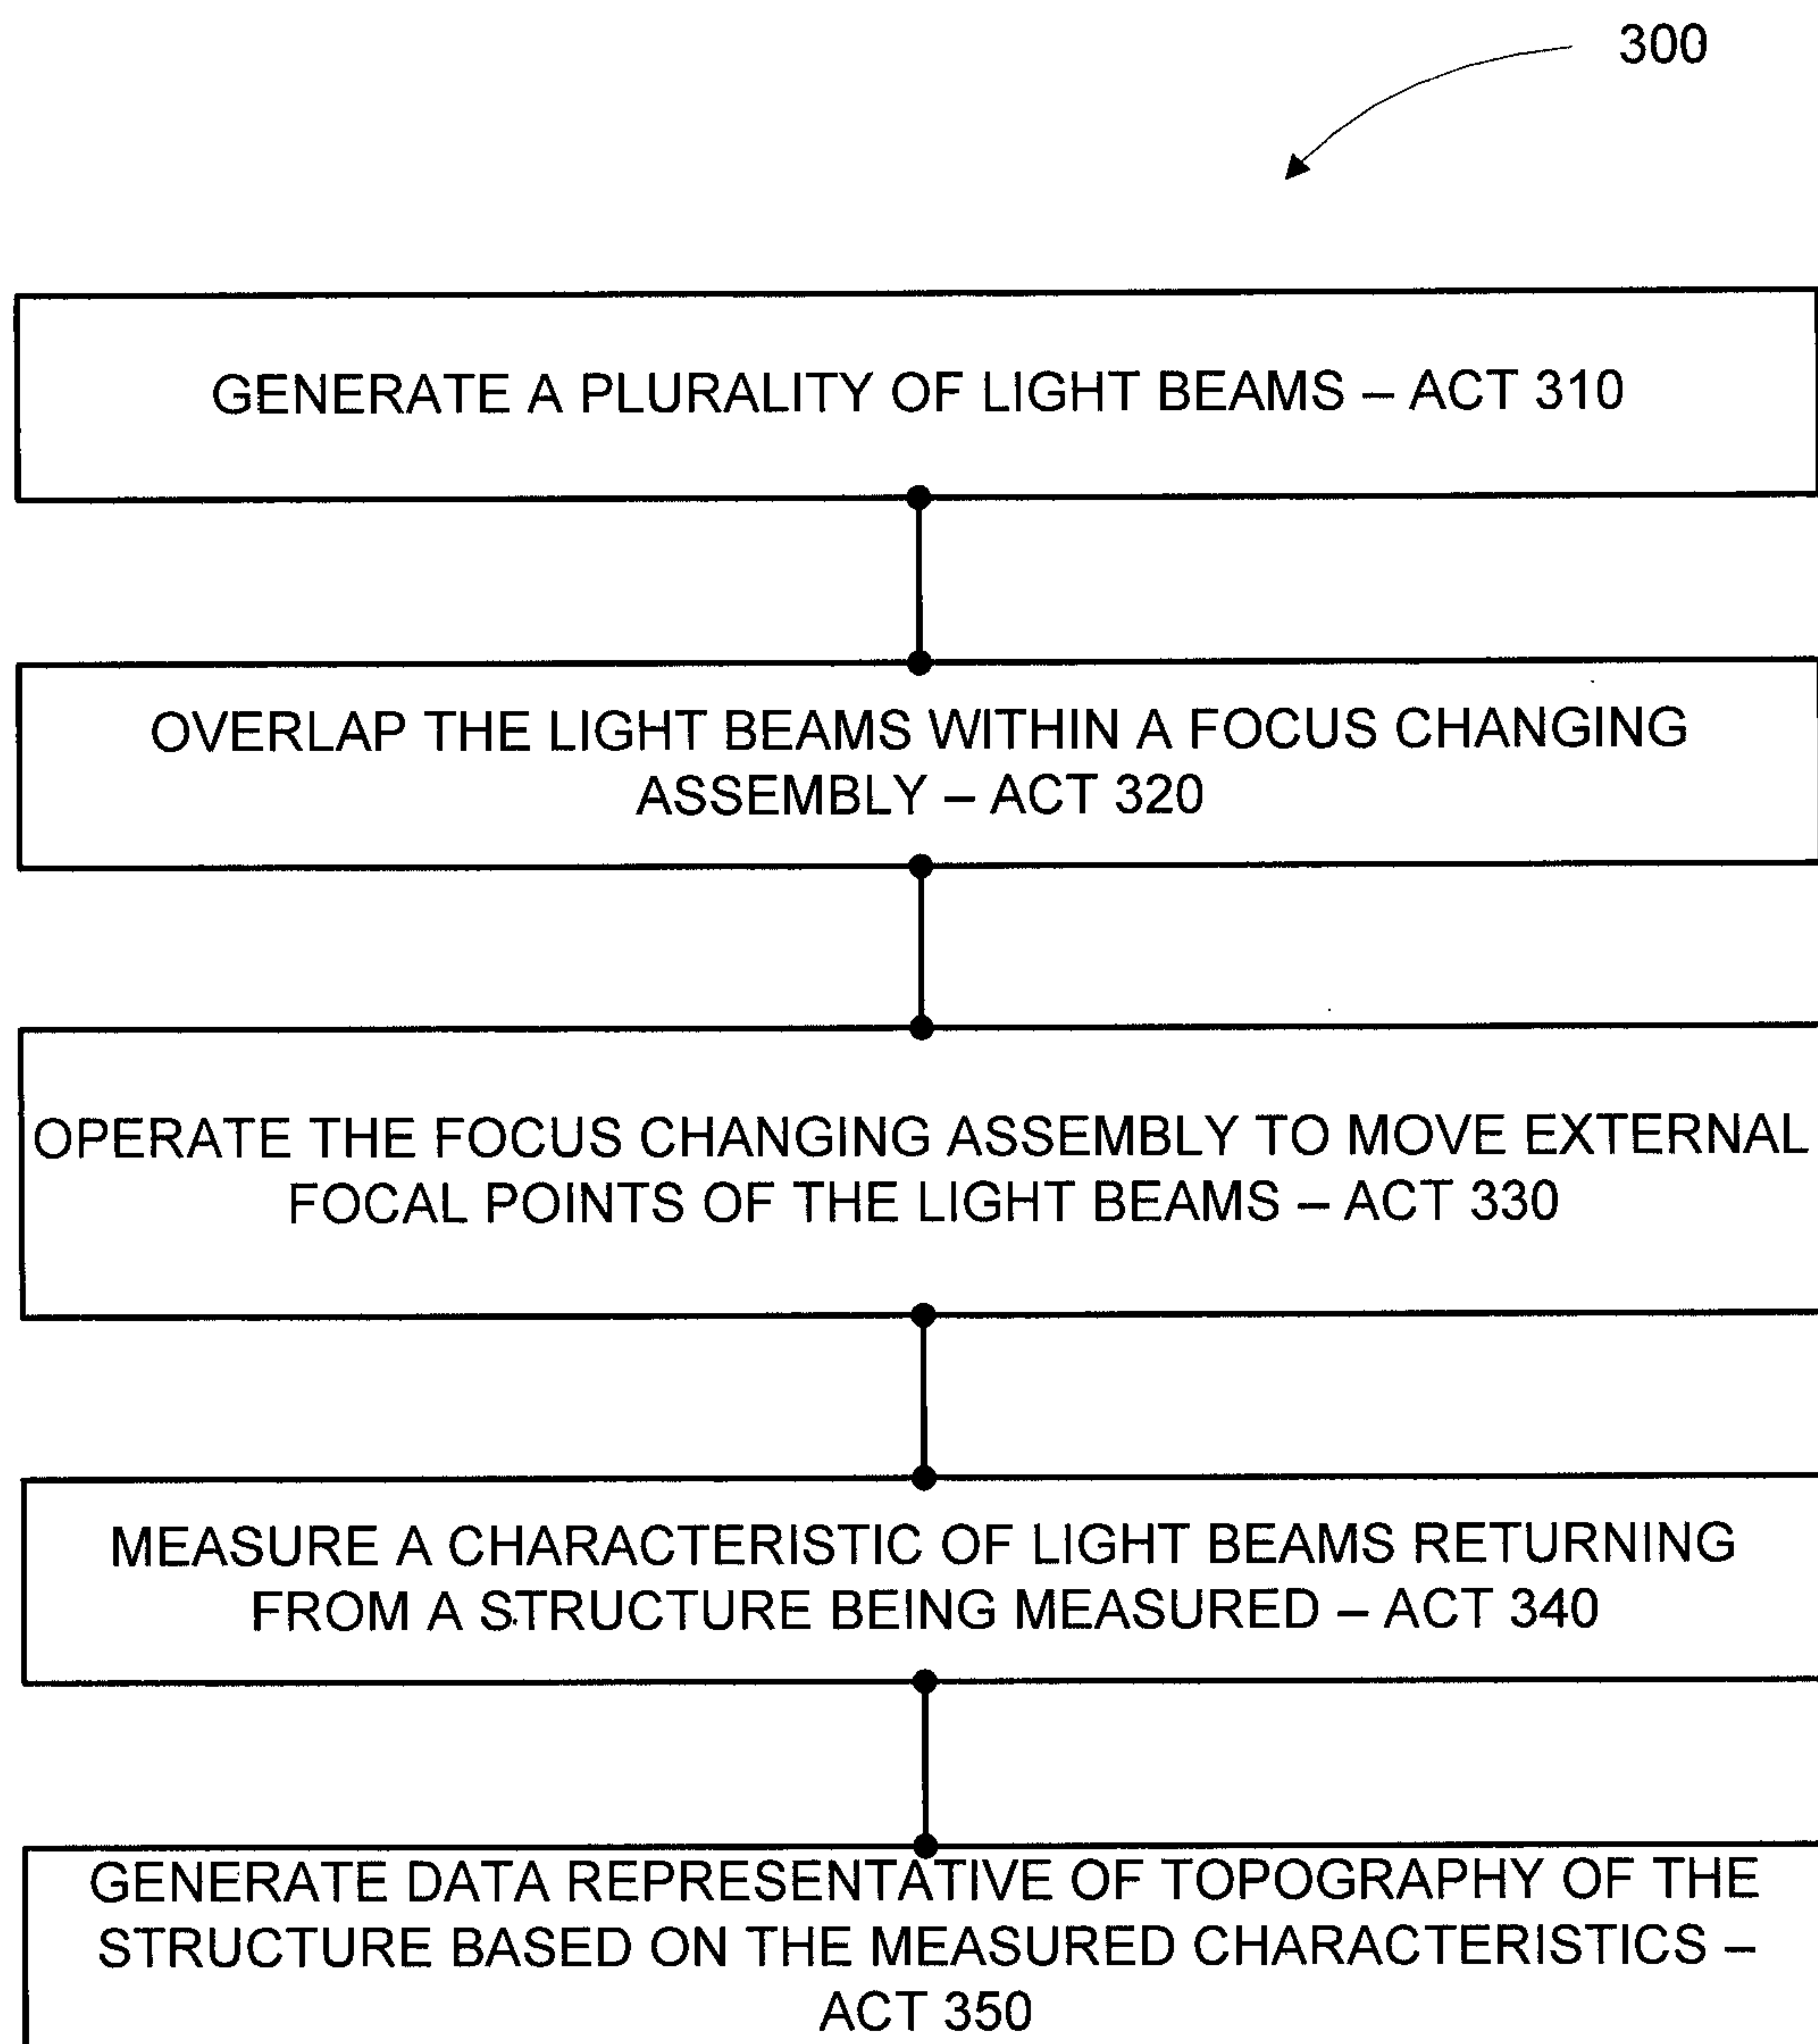 300
GENERATE A PLURALITY OF LIGHT BEAMS – ACT 310
OVERLAP THE LIGHT BEAMS WITHIN A FOCUS CHANGING
ASSEMBLY – ACT 320
OPERATE THE FOCUS CHANGING ASSEMBLY TO MOVE EXTERNAL
FOCAL POINTS OF THE LIGHT BEAMS – ACT 330
MEASURE A CHARACTERISTIC OF LIGHT BEAMS RETURNING
FROM A STRUCTURE BEING MEASURED – ACT 340
GENERATE DATA REPRESENTATIVE OF TOPOGRAPHY OF THE
STRUCTURE BASED ON THE MEASURED CHARACTERISTICS –
ACT 350